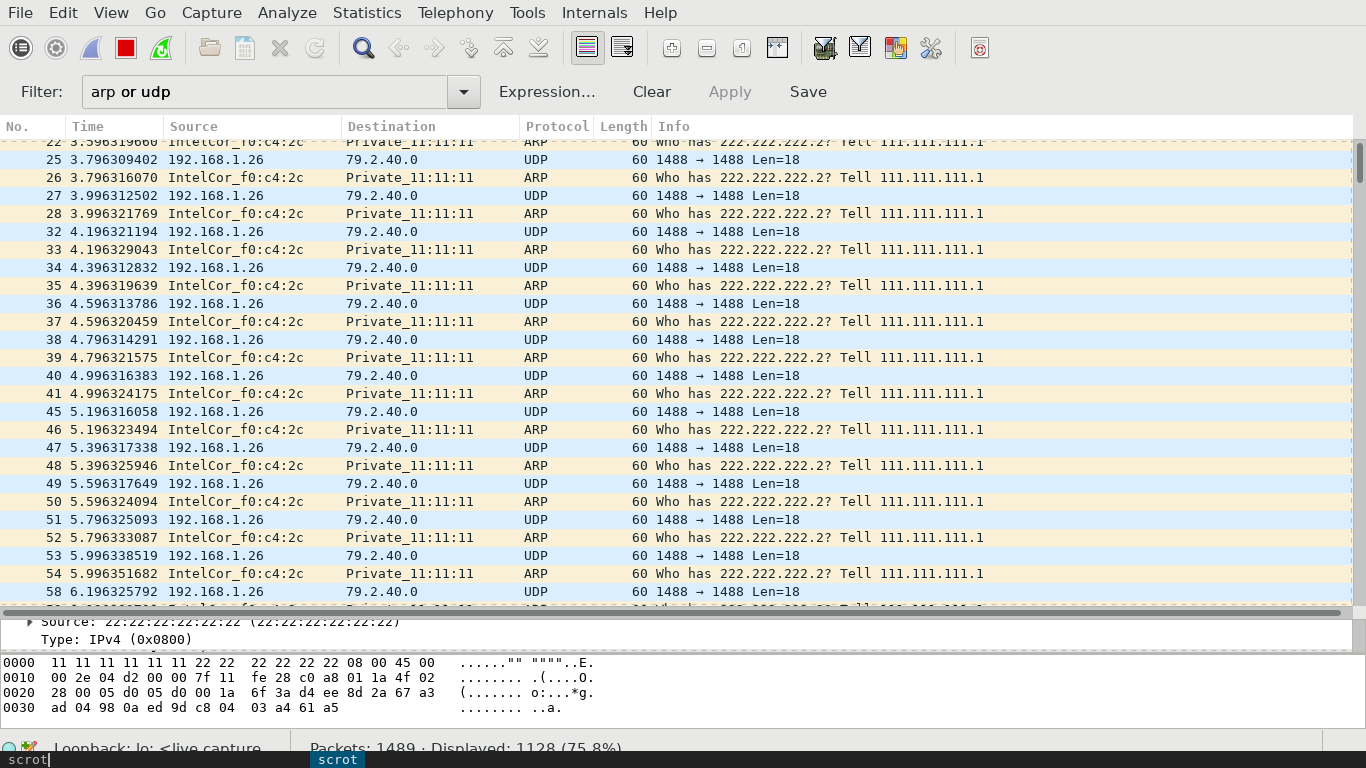 File Edit View Go Capture Analyze Statistics Telephony Tools Internals Help
Filter: arp or udp Expression... Clear Apply Save
No. Time Source Destination Protocol Length Info
22 3.596319660 IntelCor_f0:c4:2c Private_11:11:11 ARP 60 Who has 222.222.222.2? Tell 111.111.111.1
25 3.796309402 192.168.1.26 79.2.40.0 UDP 60 1488 → 1488 Len=18
26 3.796316070 IntelCor_f0:c4:2c Private_11:11:11 ARP 60 Who has 222.222.222.2? Tell 111.111.111.1
27 3.996312502 192.168.1.26 79.2.40.0 UDP 60 1488 → 1488 Len=18
28 3.996321769 IntelCor_f0:c4:2c Private_11:11:11 ARP 60 Who has 222.222.222.2? Tell 111.111.111.1
32 4.196321194 192.168.1.26 79.2.40.0 UDP 60 1488 → 1488 Len=18
33 4.196329043 IntelCor_f0:c4:2c Private_11:11:11 ARP 60 Who has 222.222.222.2? Tell 111.111.111.1
34 4.396312832 192.168.1.26 79.2.40.0 UDP 60 1488 → 1488 Len=18
35 4.396319639 IntelCor_f0:c4:2c Private_11:11:11 ARP 60 Who has 222.222.222.2? Tell 111.111.111.1
36 4.596313786 192.168.1.26 79.2.40.0 UDP 60 1488 → 1488 Len=18
37 4.596320459 IntelCor_f0:c4:2c Private_11:11:11 ARP 60 Who has 222.222.222.2? Tell 111.111.111.1
38 4.796314291 192.168.1.26 79.2.40.0 UDP 60 1488 → 1488 Len=18
39 4.796321575 IntelCor_f0:c4:2c Private_11:11:11 ARP 60 Who has 222.222.222.2? Tell 111.111.111.1
40 4.996316383 192.168.1.26 79.2.40.0 UDP 60 1488 → 1488 Len=18
41 4.996324175 IntelCor_f0:c4:2c Private_11:11:11 ARP 60 Who has 222.222.222.2? Tell 111.111.111.1
45 5.196316058 192.168.1.26 79.2.40.0 UDP 60 1488 → 1488 Len=18
46 5.196323494 IntelCor_f0:c4:2c Private_11:11:11 ARP 60 Who has 222.222.222.2? Tell 111.111.111.1
47 5.396317338 192.168.1.26 79.2.40.0 UDP 60 1488 → 1488 Len=18
48 5.396325946 IntelCor_f0:c4:2c Private_11:11:11 ARP 60 Who has 222.222.222.2? Tell 111.111.111.1
49 5.596317649 192.168.1.26 79.2.40.0 UDP 60 1488 → 1488 Len=18
50 5.596324094 IntelCor_f0:c4:2c Private_11:11:11 ARP 60 Who has 222.222.222.2? Tell 111.111.111.1
51 5.796325093 192.168.1.26 79.2.40.0 UDP 60 1488 → 1488 Len=18
52 5.796333087 IntelCor_f0:c4:2c Private_11:11:11 ARP 60 Who has 222.222.222.2? Tell 111.111.111.1
53 5.996338519 192.168.1.26 79.2.40.0 UDP 60 1488 → 1488 Len=18
54 5.996351682 IntelCor_f0:c4:2c Private_11:11:11 ARP 60 Who has 222.222.222.2? Tell 111.111.111.1
58 6.196325792 192.168.1.26 79.2.40.0 UDP 60 1488 → 1488 Len=18
Source: 22:22:22:22:22:22 (22:22:22:22:22:22)
Type: IPv4 (0x0800)
0000 11 11 11 11 11 11 22 22 22 22 22 22 08 00 45 00 ......"" """"..E.
0010 00 2e 04 d2 00 00 7f 11 fe 28 c0 a8 01 1a 4f 02 ........ .(....O.
0020 28 00 05 d0 05 d0 00 1a 6f 3a d4 ee 8d 2a 67 a3 (....... o:...*g.
0030 ad 04 98 0a ed 9d c8 04 03 a4 61 a5 ........ ..a.
Loopback: lo: <live capture Packets: 1489 · Displayed: 1128 (75.8%)
scrot scrot